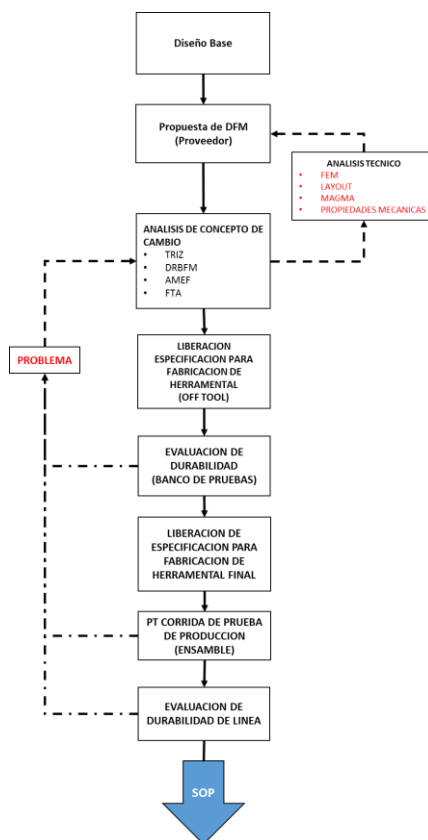 Diseño Base
Propuesta de DFM
(Proveedor)
ANALISIS TECNICO
• FEM
• LAYOUT
• MAGMA
• PROPIEDADES MECANICAS
ANALISIS DE CONCEPTO DE
CAMBIO
• TRIZ
• DRBFM
• AMEF
• FTA
PROBLEMA
LIBERACION
ESPECIFICACION PARA
FABRICACION DE
HERRAMENTAL
(OFF TOOL)
EVALUACION DE
DURABILIDAD
(BANCO DE PRUEBAS)
LIBERACION DE
ESPECIFICACION PARA
FABRICACION DE
HERRAMENTAL FINAL
PT CORRIDA DE PRUEBA
DE PRODUCCION
(ENSAMBLE)
EVALUACION DE
DURABILIDAD DE LINEA
SOP